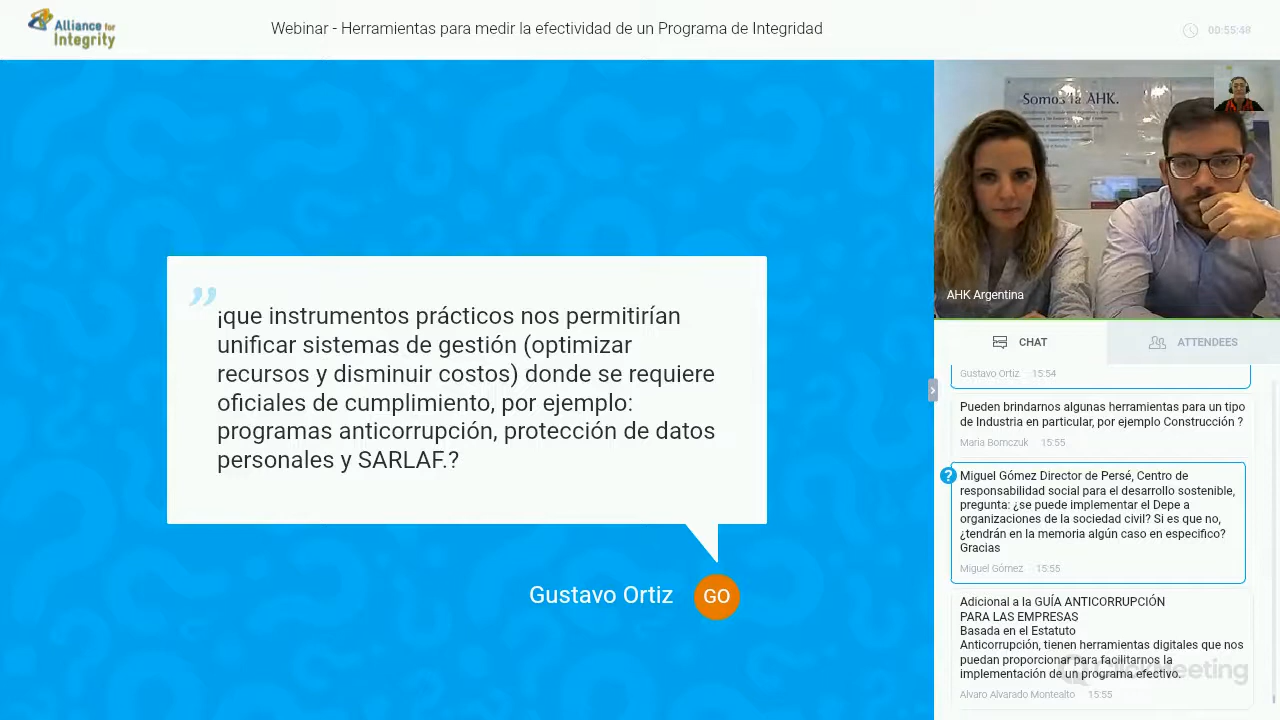 Alliance for
Integrity
Webinar - Herramientas para medir la efectividad de un Programa de Integridad
00:55:48
Somos la AHK.
AHK Argentina
”
¡que instrumentos prácticos nos permitirían
unificar sistemas de gestión (optimizar
recursos y disminuir costos) donde se requiere
oficiales de cumplimiento, por ejemplo:
programas anticorrupción, protección de datos
personales y SARLAF.?
Gustavo Ortiz
GO
CHAT
ATTENDEES
Gustavo Ortiz 15:54
Pueden brindarnos algunas herramientas para un tipo
de Industria en particular, por ejemplo Construcción ?
Maria Bomczuk 15:55
?
Miguel Gómez Director de Persé, Centro de
responsabilidad social para el desarrollo sostenible,
pregunta: ¿se puede implementar el Depe a
organizaciones de la sociedad civil? Si es que no,
¿tendrán en la memoria algún caso en especifico?
Gracias
Miguel Gómez 15:55
Adicional a la GUÍA ANTICORRUPCIÓN
PARA LAS EMPRESAS
Basada en el Estatuto
Anticorrupción, tienen herramientas digitales que nos
puedan proporcionar para facilitarnos la
implementación de un programa efectivo.
Alvaro Alvarado Montealto 15:55
ClickMeeting